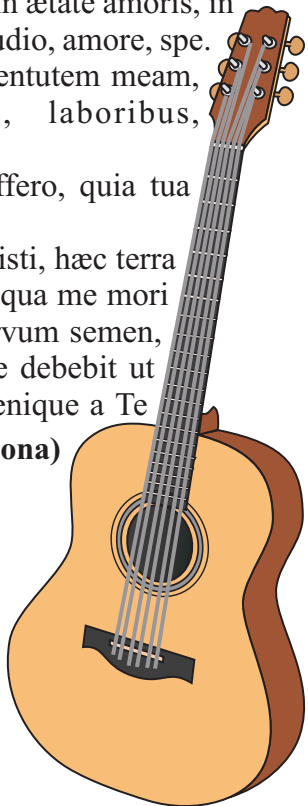 n ætate amoris, in
udio, amore, spe.
entutem meam,
, laboribus,
ffero, quia tua
isti, hæc terra
qua me mori
rvum semen,
e debebit ut
enique a Te
ona)